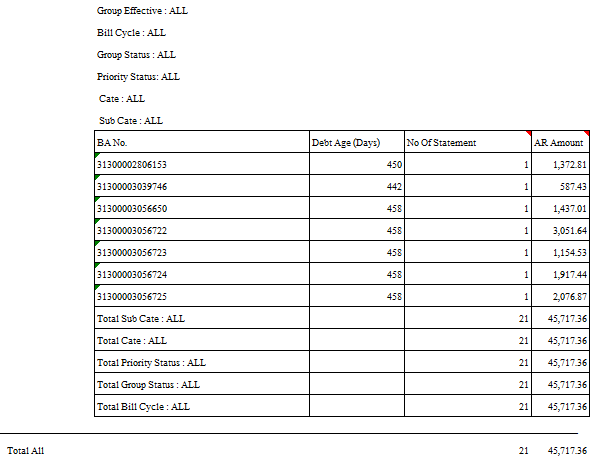 Group Effective : ALL
Bill Cycle : ALL
Group Status : ALL
Priority Status: ALL
Cate : ALL
Sub Cate : ALL
BA No. Debt Age (Days) No Of Statement AR Amount
31300002806153 450 1 1,372.81
31300003039746 442 1 587.43
31300003056650 458 1 1,437.01
31300003056722 458 1 3,051.64
31300003056723 458 1 1,154.53
31300003056724 458 1 1,917.44
31300003056725 458 1 2,076.87
Total Sub Cate : ALL 21 45,717.36
Total Cate : ALL 21 45,717.36
Total Priority Status : ALL 21 45,717.36
Total Group Status : ALL 21 45,717.36
Total Bill Cycle : ALL 21 45,717.36
Total All 21 45,717.36